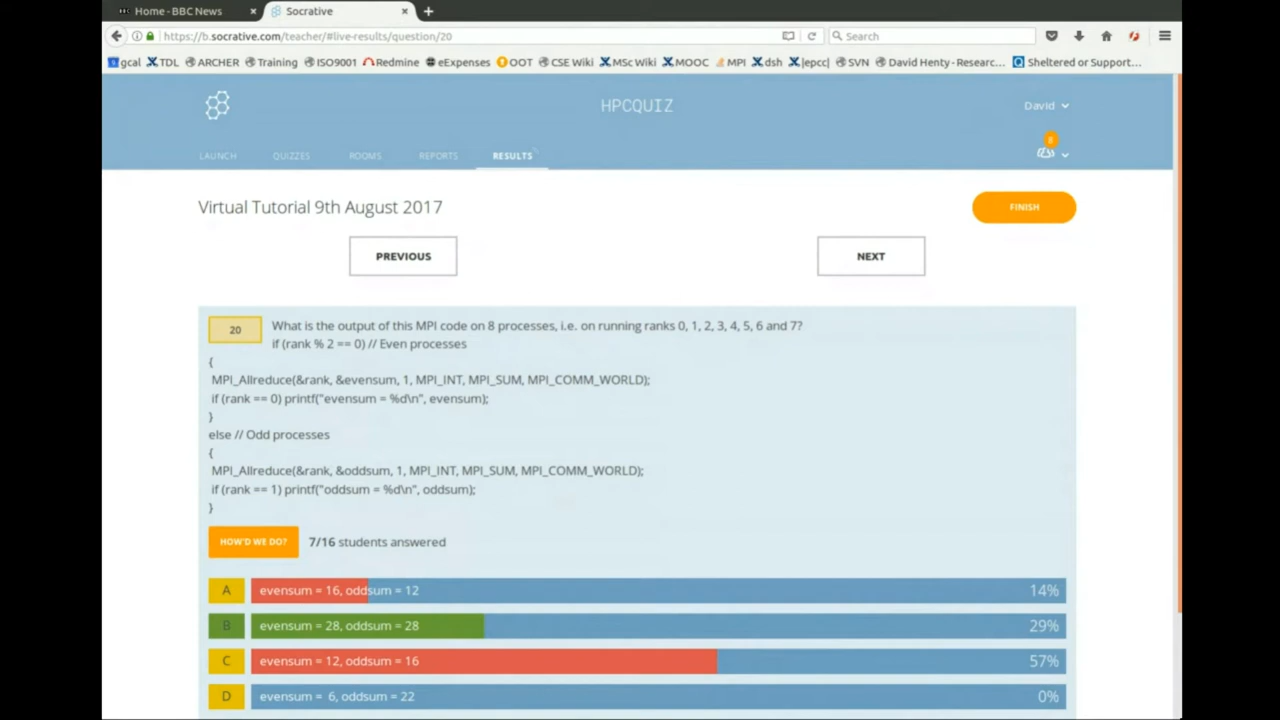 Home - BBC News
Socrative
https://b.socrative.com/teacher/#live-results/question/20
Search
gcal TDL ARCHER Training ISO9001 Redmine eExpenses OOT CSE Wiki MSc Wiki MOOC MPI dsh |epcc| SVN David Henty - Researc... Sheltered or Support...
HPCQUIZ
David
8
LAUNCH QUIZZES ROOMS REPORTS RESULTS
Virtual Tutorial 9th August 2017
FINISH
PREVIOUS
NEXT
20 What is the output of this MPI code on 8 processes, i.e. on running ranks 0, 1, 2, 3, 4, 5, 6 and 7?
if (rank % 2 == 0) // Even processes
{
MPI_Allreduce(&rank, &evensum, 1, MPI_INT, MPI_SUM, MPI_COMM_WORLD);
if (rank == 0) printf("evensum = %d\n", evensum);
}
else // Odd processes
{
MPI_Allreduce(&rank, &oddsum, 1, MPI_INT, MPI_SUM, MPI_COMM_WORLD);
if (rank == 1) printf("oddsum = %d\n", oddsum);
}
HOW'D WE DO? 7/16 students answered
A evensum = 16, oddsum = 12 14%
B evensum = 28, oddsum = 28 29%
C evensum = 12, oddsum = 16 57%
D evensum = 6, oddsum = 22 0%